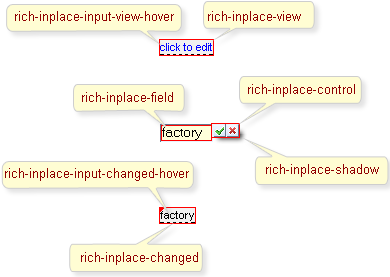 rich-inplace-input-view-hover
rich-inplace-view
click to edit
rich-inplace-field
rich-inplace-control
factory
rich-inplace-input-changed-hover
rich-inplace-shadow
factory
rich-inplace-changed